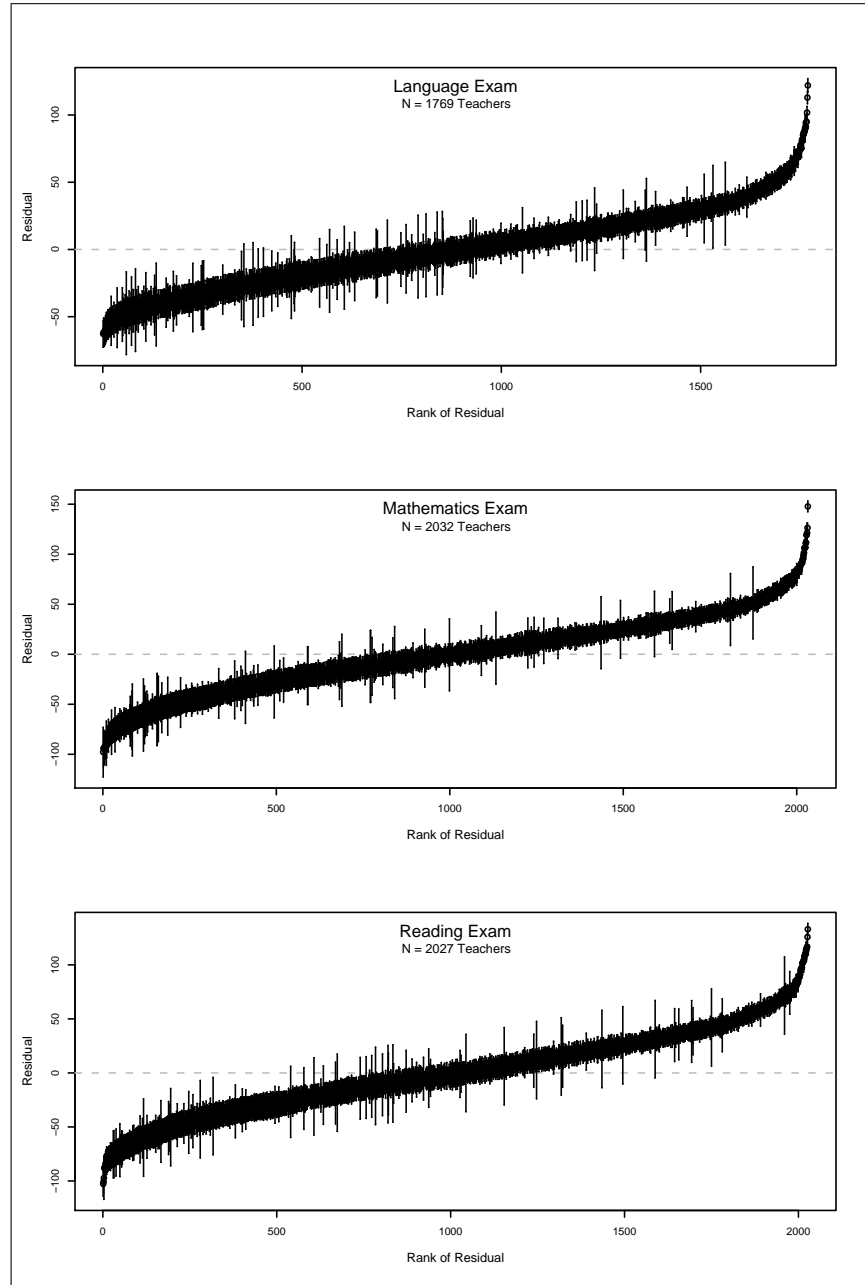 Language Exam
N = 1769 Teachers
Residual
100
50
0
−50
0 500 1000 1500
Rank of Residual
Mathematics Exam
N = 2032 Teachers
Residual
150
100
50
0
−50
−100
0 500 1000 1500 2000
Rank of Residual
Reading Exam
N = 2027 Teachers
Residual
100
50
0
−50
−100
0 500 1000 1500 2000
Rank of Residual